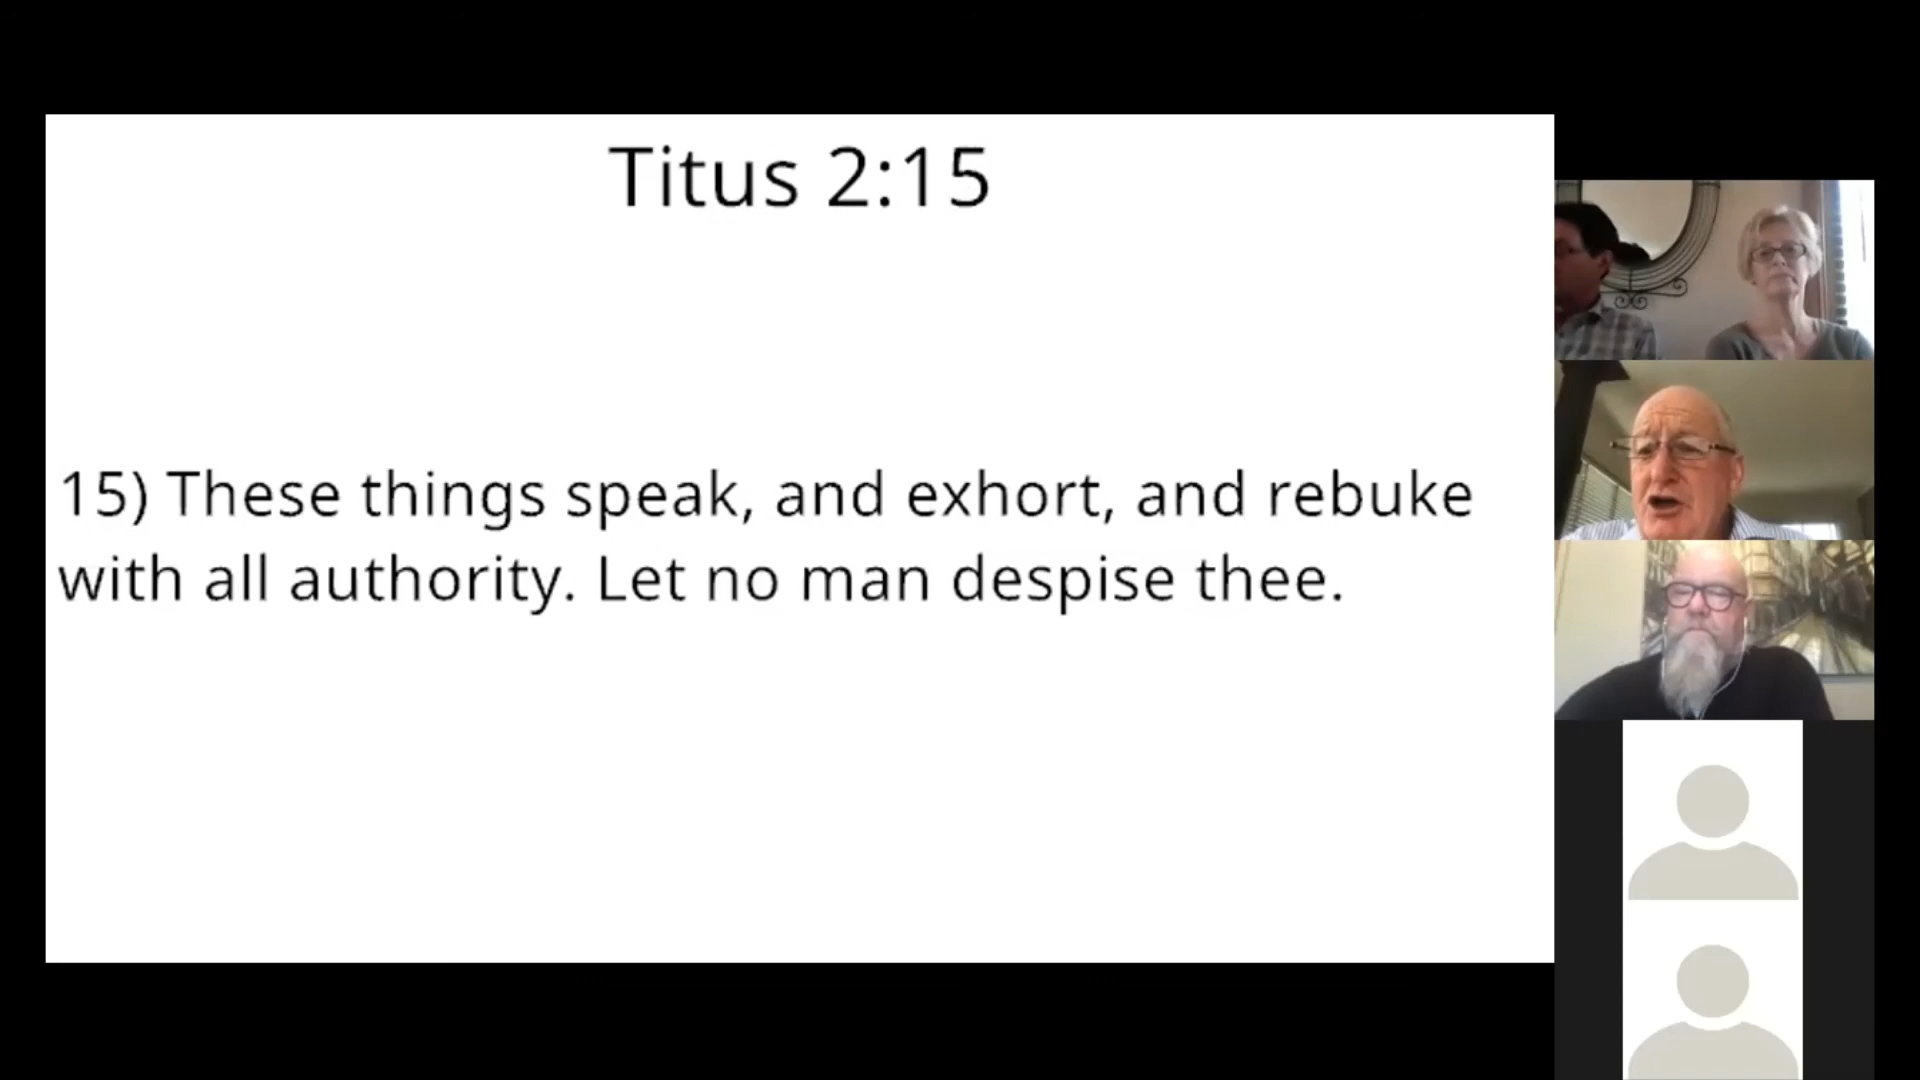 Titus 2:15
15) These things speak, and exhort, and rebuke
with all authority. Let no man despise thee.